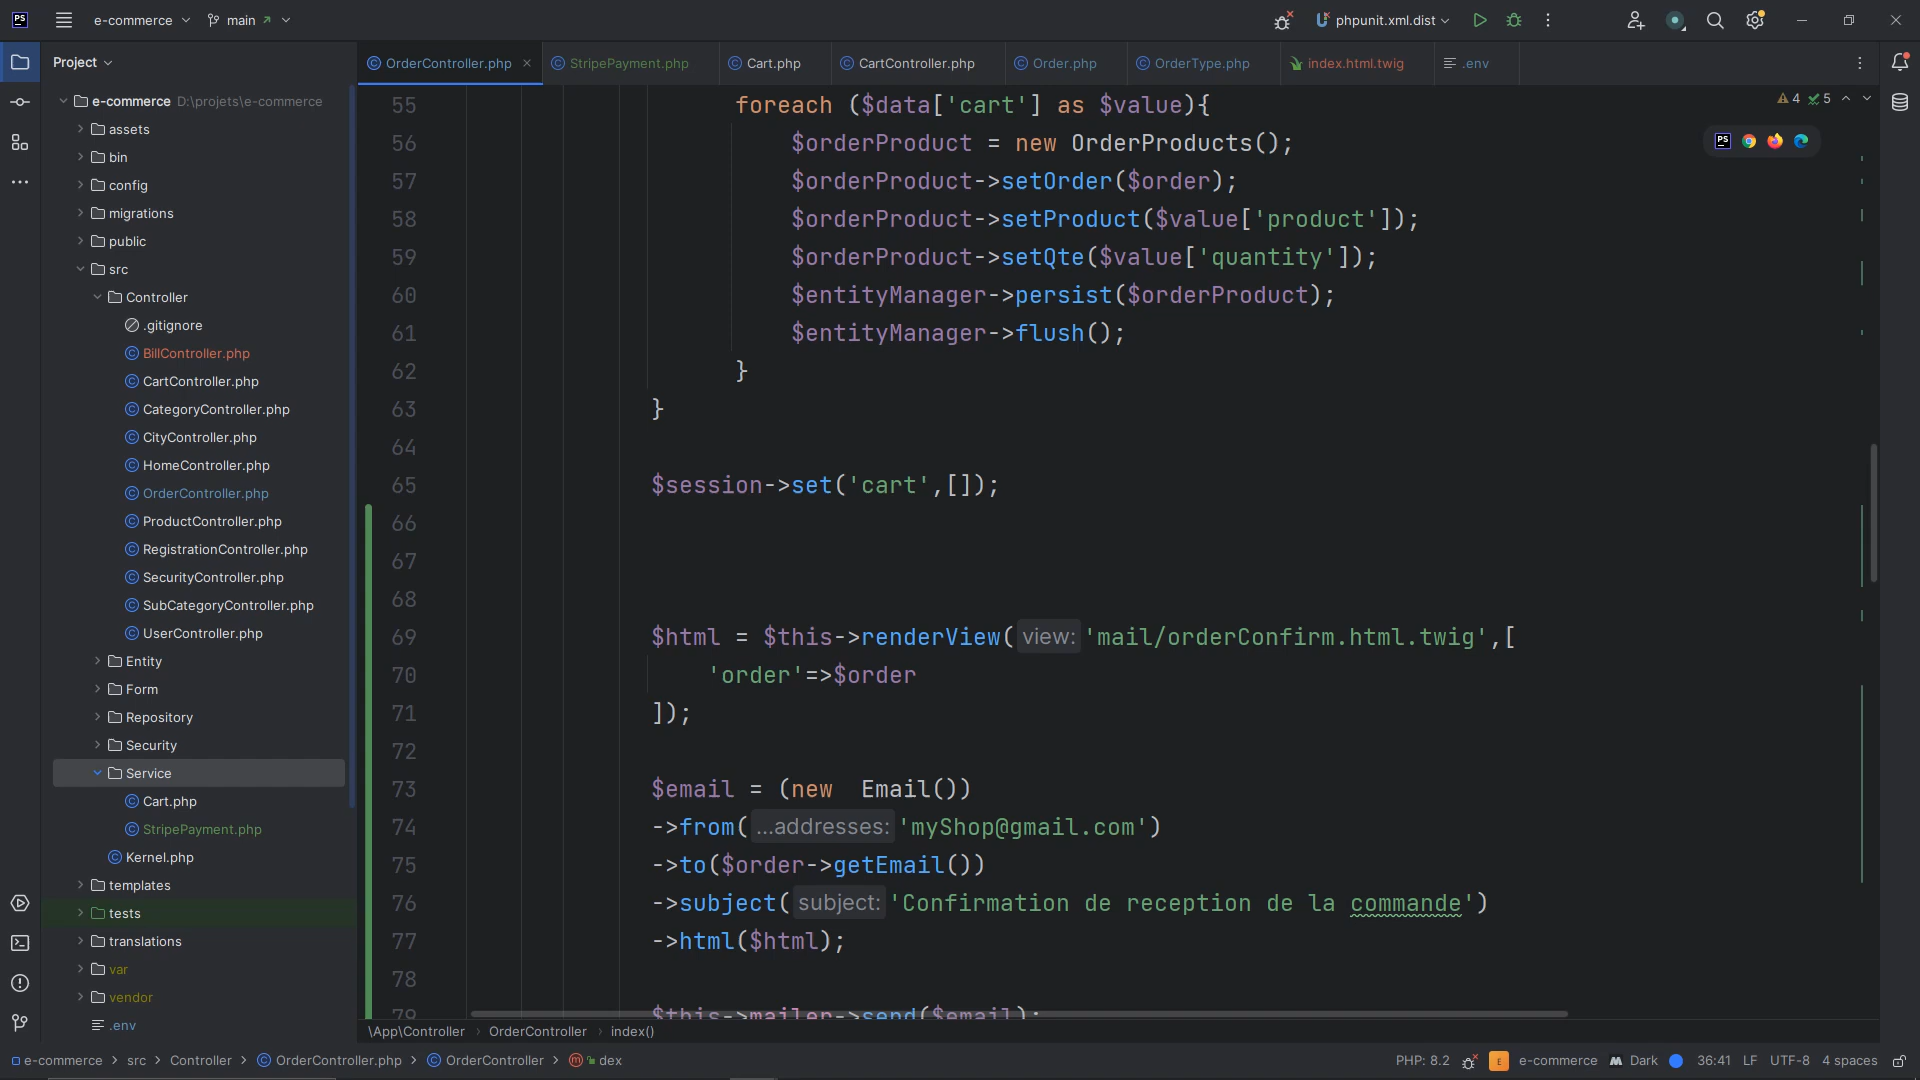 PS e-commerce main phpunit.xml.dist
Project
OrderController.php StripePayment.php Cart.php CartController.php Order.php OrderType.php index.html.twig .env
e-commerce D:\projets\e-commerce
assets
bin
config
migrations
public
src
Controller
.gitignore
BillController.php
CartController.php
CategoryController.php
CityController.php
HomeController.php
OrderController.php
ProductController.php
RegistrationController.php
SecurityController.php
SubCategoryController.php
UserController.php
Entity
Form
Repository
Security
Service
Cart.php
StripePayment.php
Kernel.php
templates
tests
translations
var
vendor
.env
4 5
PS
55 foreach ($data['cart'] as $value){
56 $orderProduct = new OrderProducts();
57 $orderProduct->setOrder($order);
58 $orderProduct->setProduct($value['product']);
59 $orderProduct->setQte($value['quantity']);
60 $entityManager->persist($orderProduct);
61 $entityManager->flush();
62 }
63 }
64
65 $session->set('cart',[]);
66
67
68
69 $html = $this->renderView( view: 'mail/orderConfirm.html.twig',[
70 'order'=>$order
71 ]);
72
73 $email = (new  Email())
74 ->from( ...addresses: 'myShop@gmail.com')
75 ->to($order->getEmail())
76 ->subject( subject: 'Confirmation de reception de la commande')
77 ->html($html);
78
79 $this->mailer->send($email);
\App\Controller > OrderController > index()
e-commerce > src > Controller > OrderController.php > OrderController > m dex
PHP: 8.2 E e-commerce Dark 36:41 LF UTF-8 4 spaces